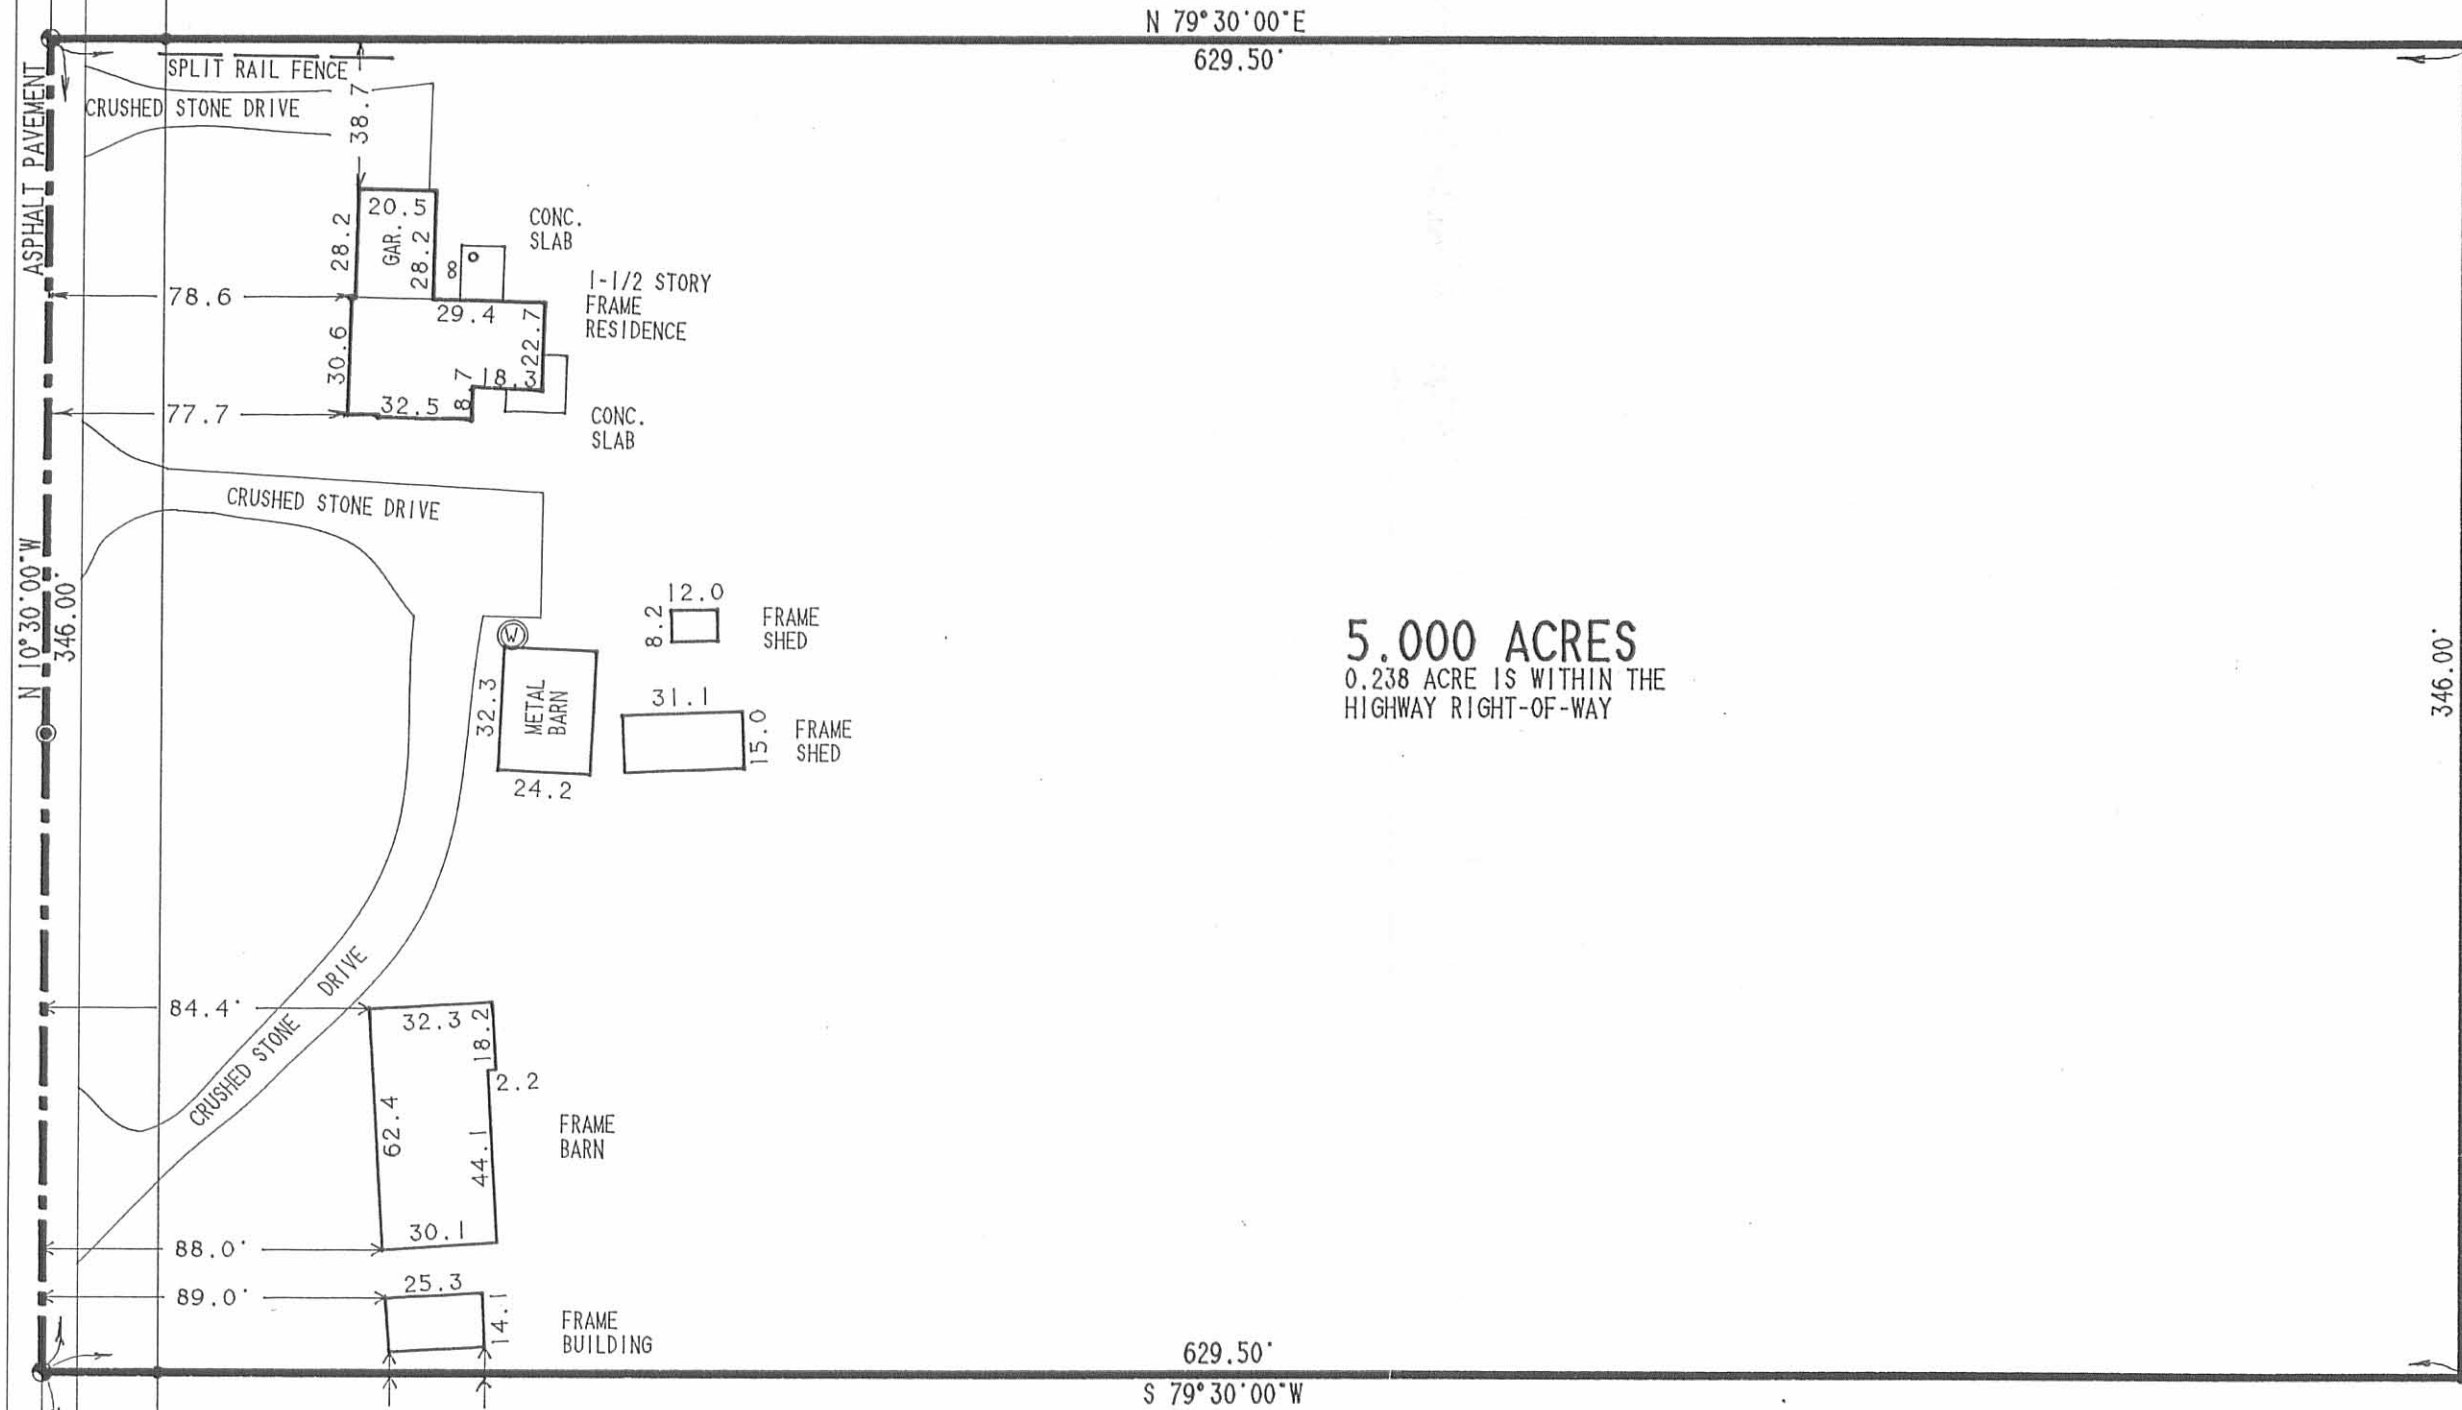 N 79°30'00"E
629.50'
SPLIT RAIL FENCE
ASPHALT PAVEMENT
CRUSHED STONE DRIVE
38.7
20.5
28.2
GAR.
28.2
CONC.
SLAB
8
78.6
1-1/2 STORY
FRAME
RESIDENCE
29.4
22.7
30.6
18.3
8.7
32.5
77.7
CONC.
SLAB
CRUSHED STONE DRIVE
N 10°30'00"W
346.00'
12.0
8.2
FRAME
SHED
W
METAL
BARN
32.3
24.2
31.1
15.0
FRAME
SHED
5.000 ACRES
0.238 ACRE IS WITHIN THE
HIGHWAY RIGHT-OF-WAY
346.00'
CRUSHED STONE DRIVE
84.4'
32.3
18.2
2.2
62.4
44.1
FRAME
BARN
30.1
88.0'
25.3
89.0'
14.1
FRAME
BUILDING
629.50'
S 79°30'00"W